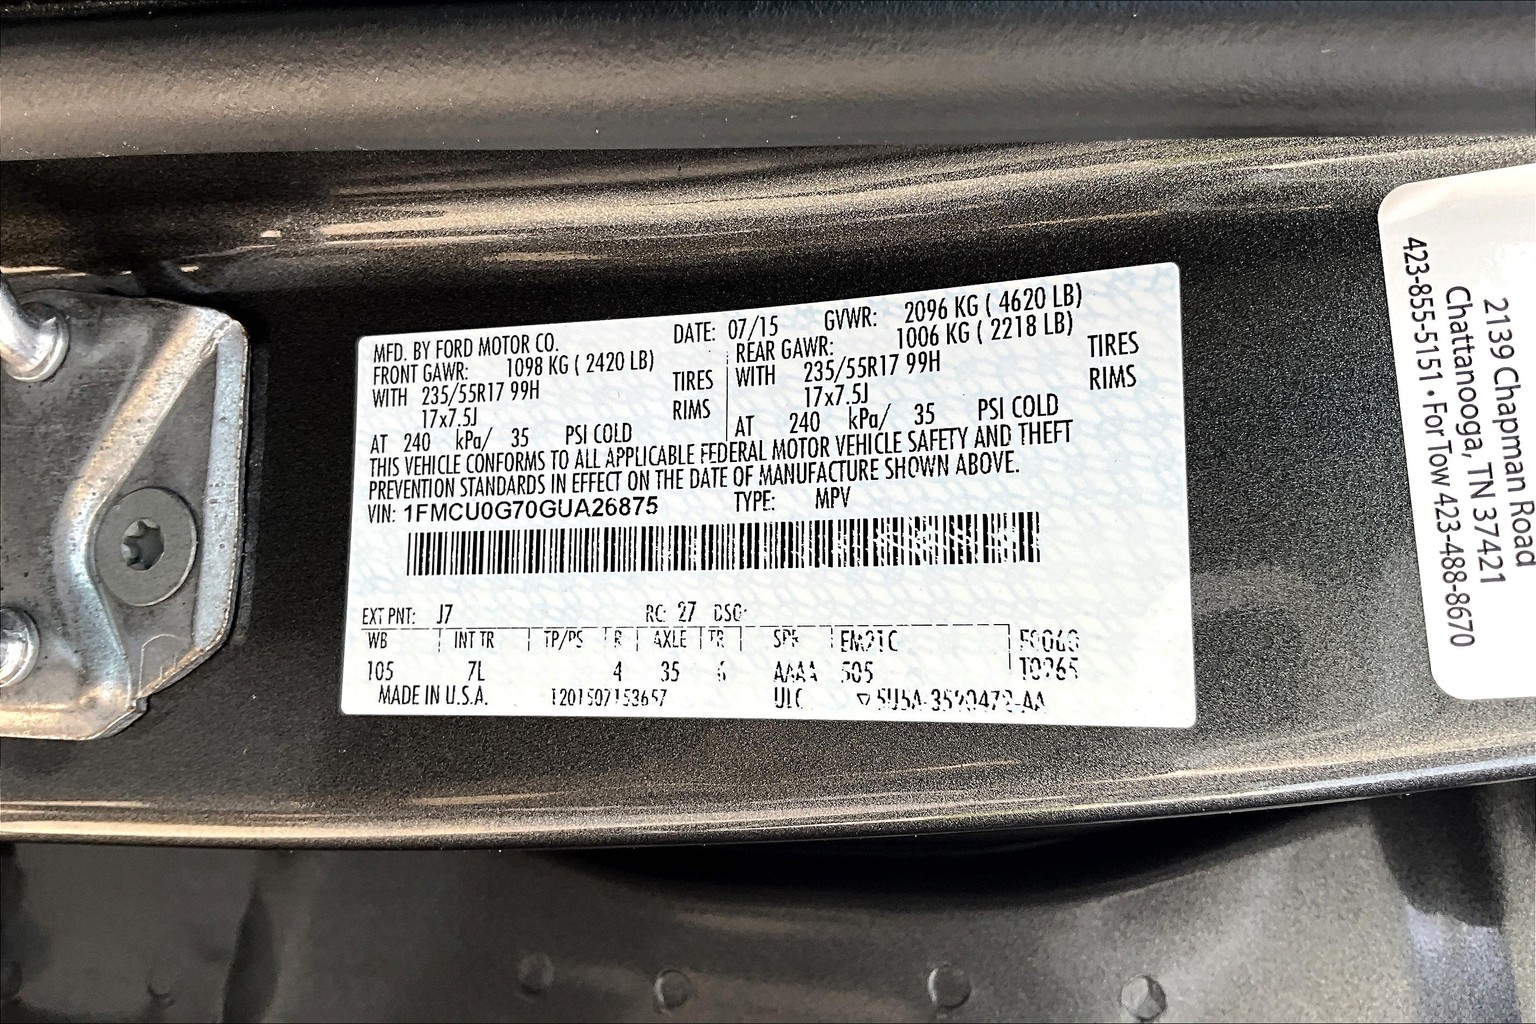 MFD. BY FORD MOTOR CO. DATE: 07/15 GVWR: 2096 KG ( 4620 LB)
FRONT GAWR: 1098 KG ( 2420 LB) REAR GAWR: 1006 KG ( 2218 LB)
WITH 235/55R17 99H TIRES WITH 235/55R17 99H TIRES
17x7.5J RIMS 17x7.5J RIMS
AT 240 kPa/ 35 PSI COLD AT 240 kPa/ 35 PSI COLD
THIS VEHICLE CONFORMS TO ALL APPLICABLE FEDERAL MOTOR VEHICLE SAFETY AND THEFT
PREVENTION STANDARDS IN EFFECT ON THE DATE OF MANUFACTURE SHOWN ABOVE.
VIN: 1FMCU0G70GUA26875 TYPE: MPV
EXT PNT: J7 RC: 27 DSO:
WB INT TR TP/PS R AXLE TR SPR
105 7L 4 35 6 AAAA 505
MADE IN U.S.A. ULC
2139 Chapman Road
Chattanooga, TN 37421
423-855-5151 • For Tow 423-488-8670